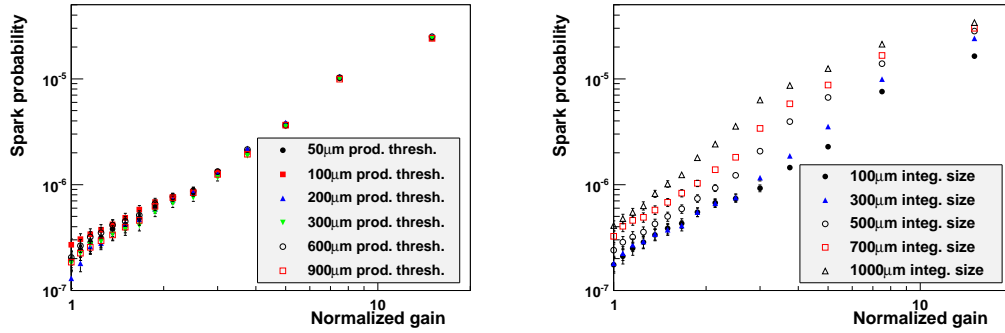 Spark probability
10⁻⁵
10⁻⁶
10⁻⁷
50μm prod. thresh.
100μm prod. thresh.
200μm prod. thresh.
300μm prod. thresh.
600μm prod. thresh.
900μm prod. thresh.
1
10
Normalized gain
Spark probability
10⁻⁵
10⁻⁶
10⁻⁷
100μm integ. size
300μm integ. size
500μm integ. size
700μm integ. size
1000μm integ. size
1
10
Normalized gain